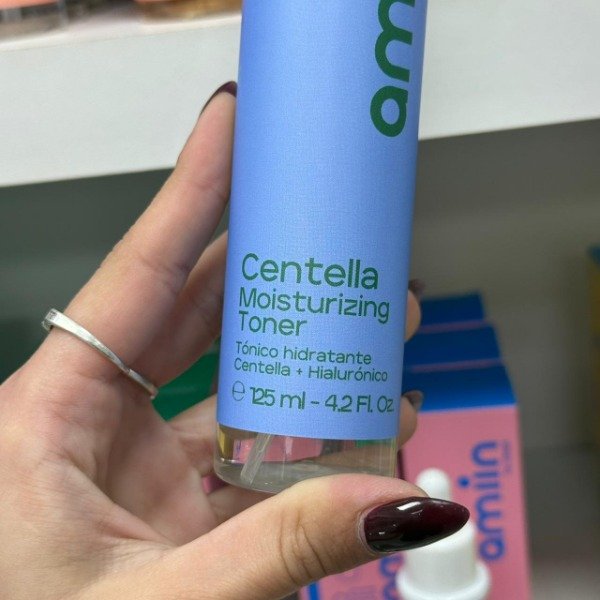 am
Centella
Moisturizing
Toner
Tónico hidratante
Centella + Hialurónico
℮ 125 ml - 4.2 Fl. Oz.
amiin